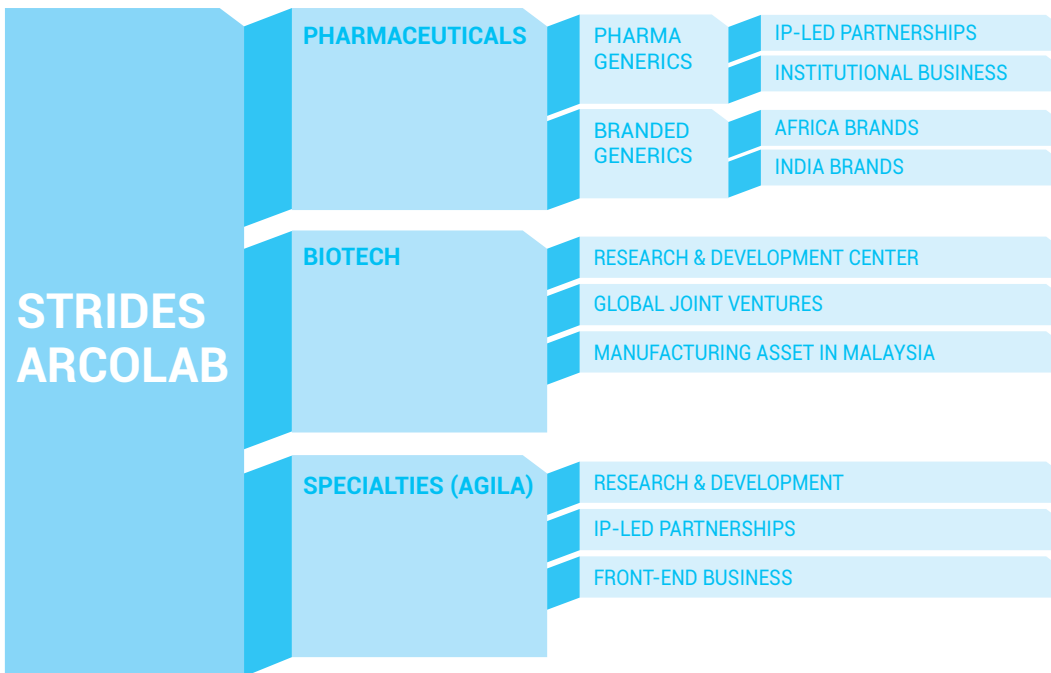 STRIDES
ARCOLAB
PHARMACEUTICALS
PHARMA
GENERICS
IP-LED PARTNERSHIPS
INSTITUTIONAL BUSINESS
BRANDED
GENERICS
AFRICA BRANDS
INDIA BRANDS
BIOTECH
RESEARCH & DEVELOPMENT CENTER
GLOBAL JOINT VENTURES
MANUFACTURING ASSET IN MALAYSIA
SPECIALTIES (AGILA)
RESEARCH & DEVELOPMENT
IP-LED PARTNERSHIPS
FRONT-END BUSINESS